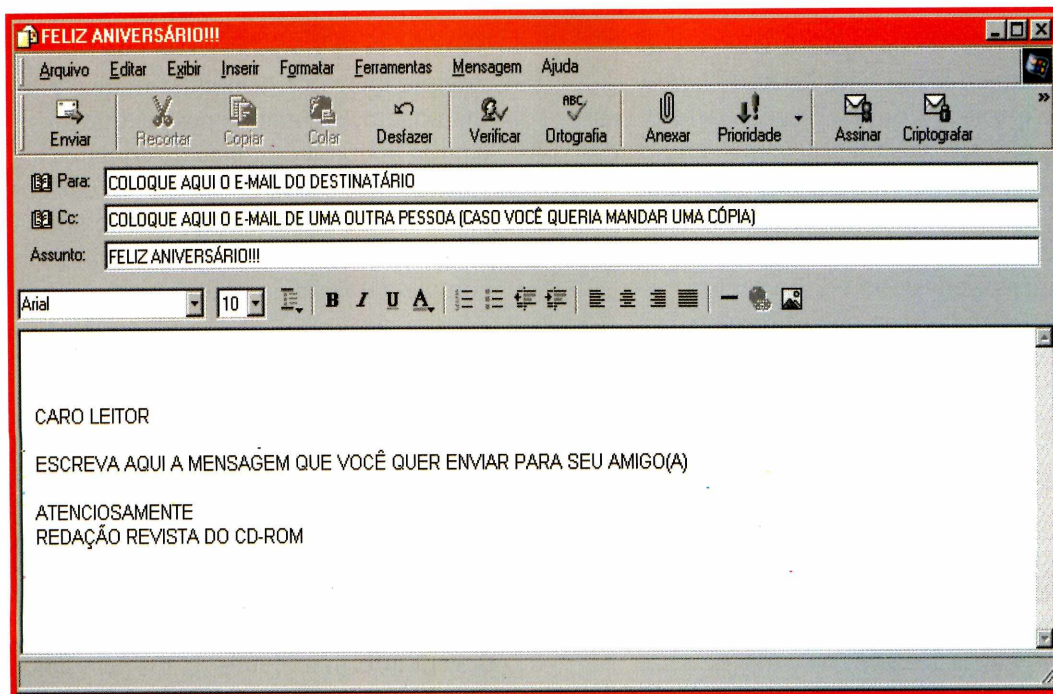 FELIZ ANIVERSÁRIO!!!
Arquivo Editar Exibir Inserir Formatar Ferramentas Mensagem Ajuda
Enviar Recortar Copiar Colar Desfazer ABC Verificar Ortografia Anexar Prioridade Assinar Criptografar »
Para: COLOQUE AQUI O E-MAIL DO DESTINATÁRIO
Cc: COLOQUE AQUI O E-MAIL DE UMA OUTRA PESSOA (CASO VOCÊ QUERIA MANDAR UMA CÓPIA)
Assunto: FELIZ ANIVERSÁRIO!!!
Arial 10 B I U A
CARO LEITOR
ESCREVA AQUI A MENSAGEM QUE VOCÊ QUER ENVIAR PARA SEU AMIGO(A)
ATENCIOSAMENTE
REDAÇÃO REVISTA DO CD-ROM